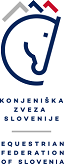 KONJENIŠKA
ZVEZA
SLOVENIJE
EQUESTRIAN
FEDERATION
OF SLOVENIA